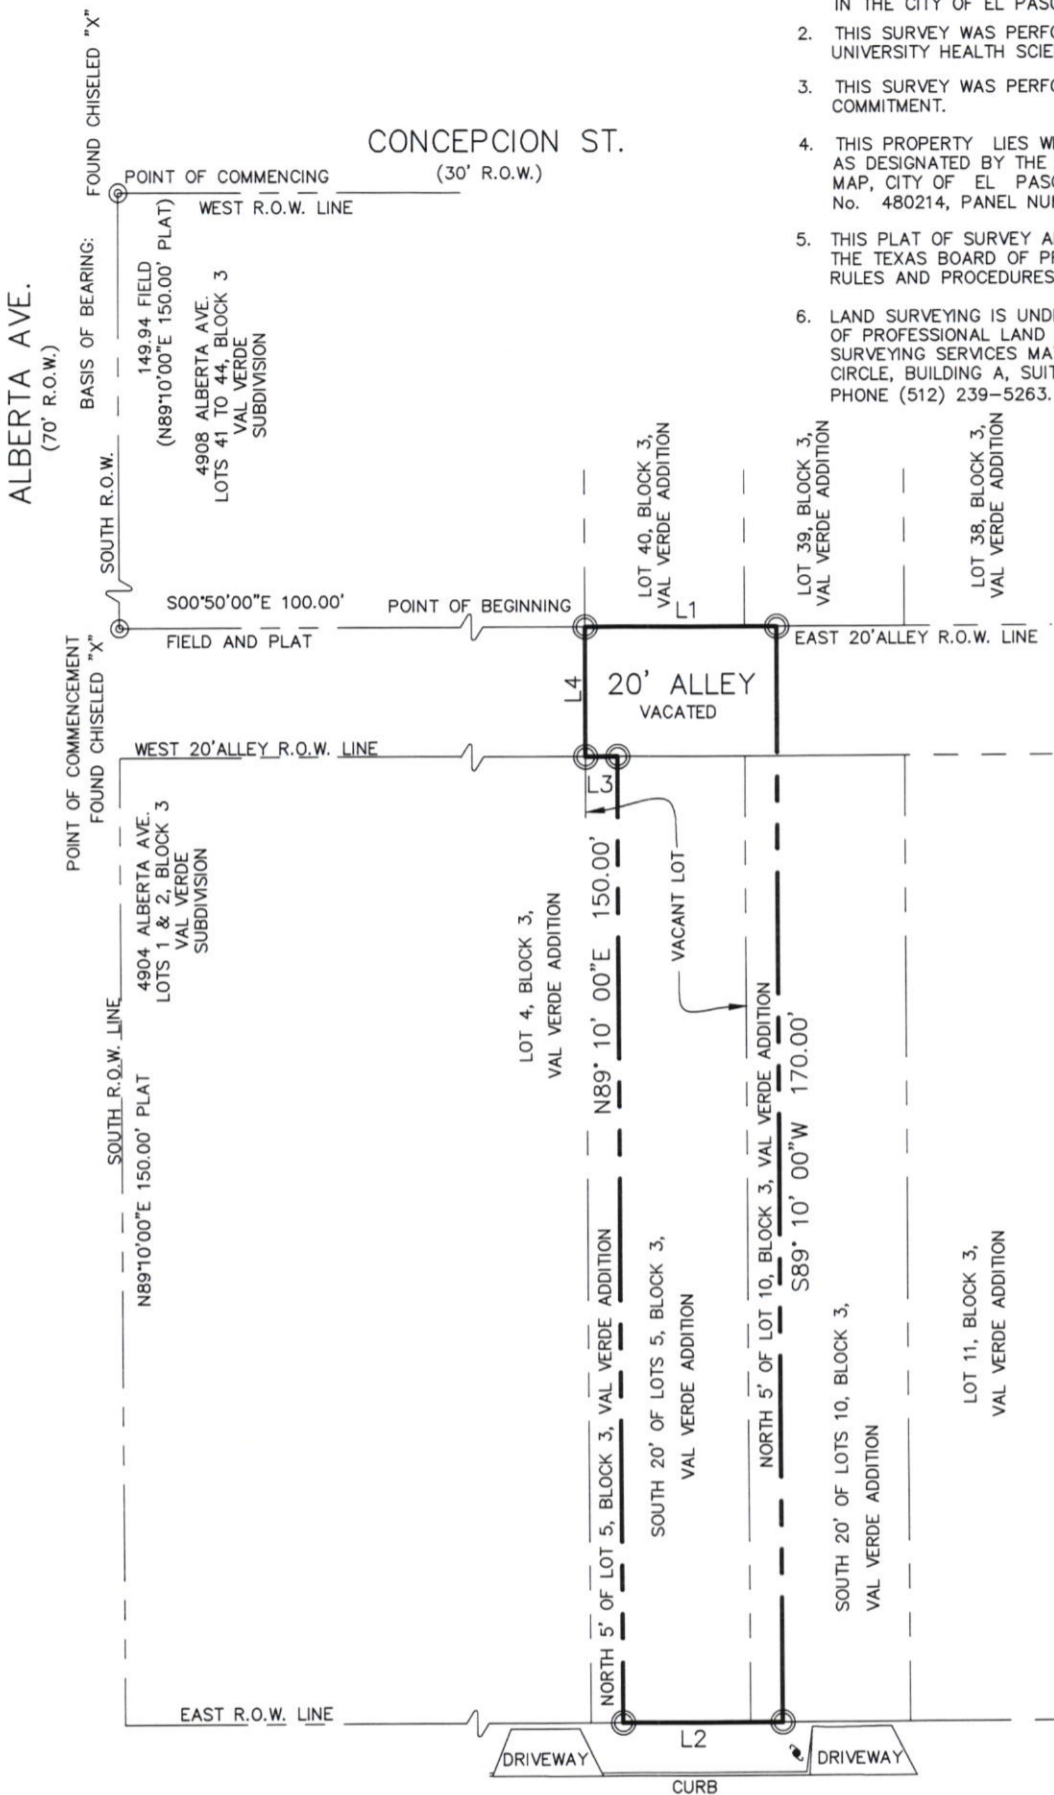 IN THE CITY OF EL PASO
2. THIS SURVEY WAS PERFO
UNIVERSITY HEALTH SCIE
3. THIS SURVEY WAS PERFO
COMMITMENT.
4. THIS PROPERTY LIES WI
AS DESIGNATED BY THE
MAP, CITY OF EL PASO
No. 480214, PANEL NU
5. THIS PLAT OF SURVEY A
THE TEXAS BOARD OF PR
RULES AND PROCEDURES
6. LAND SURVEYING IS UND
OF PROFESSIONAL LAND
SURVEYING SERVICES MA
CIRCLE, BUILDING A, SUIT
PHONE (512) 239-5263.
FOUND CHISELED "X"
BASIS OF BEARING:
CONCEPCION ST.
(30' R.O.W.)
POINT OF COMMENCING
WEST R.O.W. LINE
ALBERTA AVE.
(70' R.O.W.)
149.94 FIELD
(N89°10'00"E 150.00' PLAT)
4908 ALBERTA AVE.
LOTS 41 TO 44, BLOCK 3
VAL VERDE
SUBDIVISION
SOUTH R.O.W.
LOT 40, BLOCK 3,
VAL VERDE ADDITION
LOT 39, BLOCK 3,
VAL VERDE ADDITION
LOT 38, BLOCK 3,
VAL VERDE ADDITION
S00°50'00"E 100.00'
FIELD AND PLAT
POINT OF BEGINNING
L1
EAST 20'ALLEY R.O.W. LINE
POINT OF COMMENCEMENT
FOUND CHISELED "X"
L4
20' ALLEY
VACATED
WEST 20'ALLEY R.O.W. LINE
L3
4904 ALBERTA AVE.
LOTS 1 & 2, BLOCK 3
VAL VERDE
SUBDIVISION
SOUTH R.O.W. LINE
N89°10'00"E 150.00' PLAT
LOT 4, BLOCK 3,
VAL VERDE ADDITION
N89° 10' 00"E 150.00'
VACANT LOT
NORTH 5' OF LOT 5, BLOCK 3, VAL VERDE ADDITION
SOUTH 20' OF LOTS 5, BLOCK 3,
VAL VERDE ADDITION
NORTH 5' OF LOT 10, BLOCK 3, VAL VERDE ADDITION
S89° 10' 00"W 170.00'
SOUTH 20' OF LOTS 10, BLOCK 3,
VAL VERDE ADDITION
LOT 11, BLOCK 3,
VAL VERDE ADDITION
EAST R.O.W. LINE
L2
DRIVEWAY
DRIVEWAY
CURB